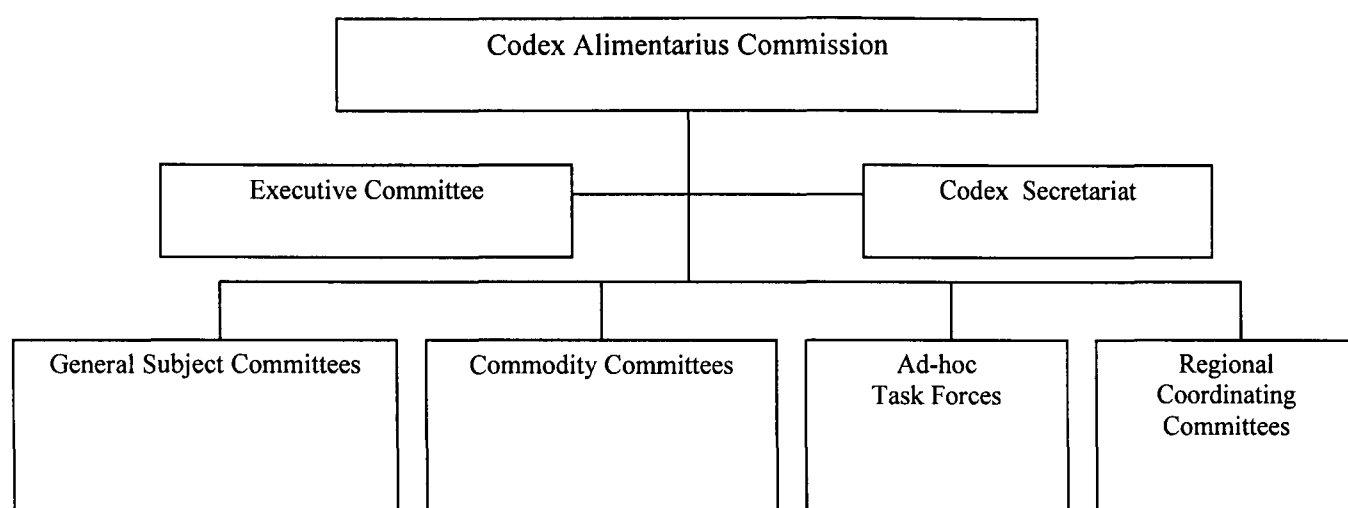 Codex Alimentarius Commission
Executive Committee
Codex Secretariat
General Subject Committees
Commodity Committees
Ad-hoc
Task Forces
Regional
Coordinating
Committees